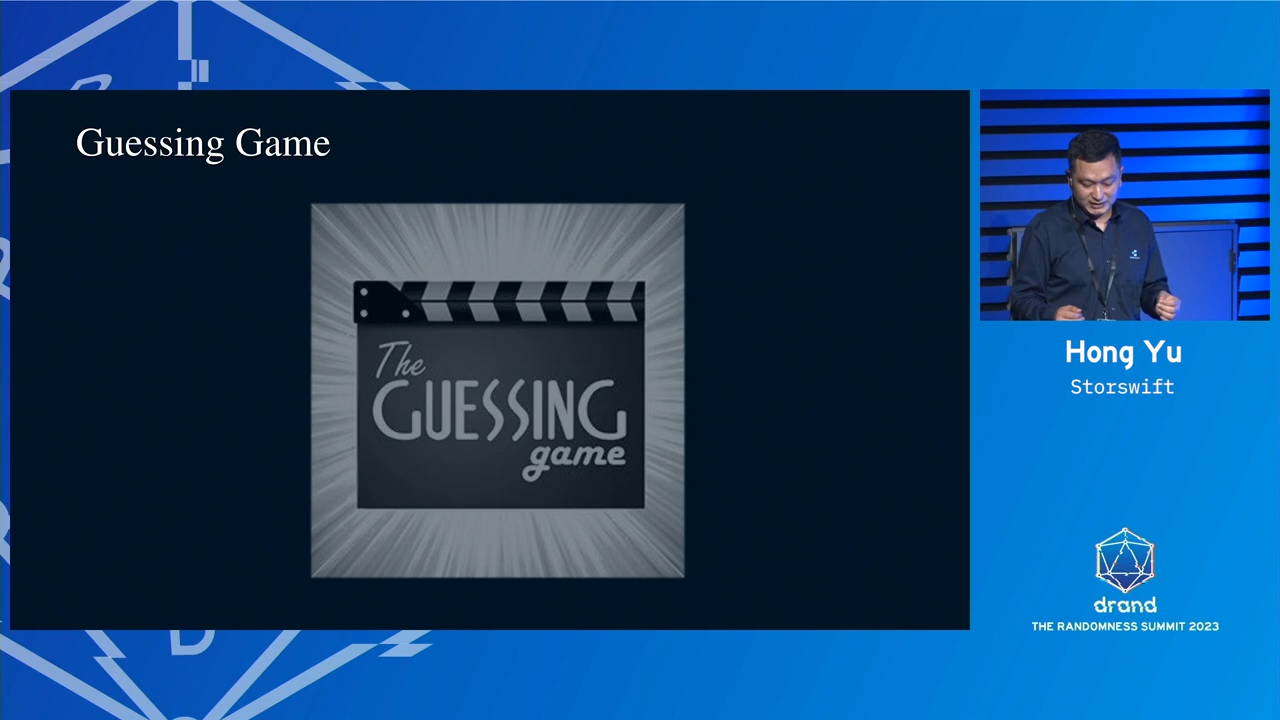 Guessing Game
The
GUESSING
game
Hong Yu
Storswift
drand
THE RANDOMNESS SUMMIT 2023